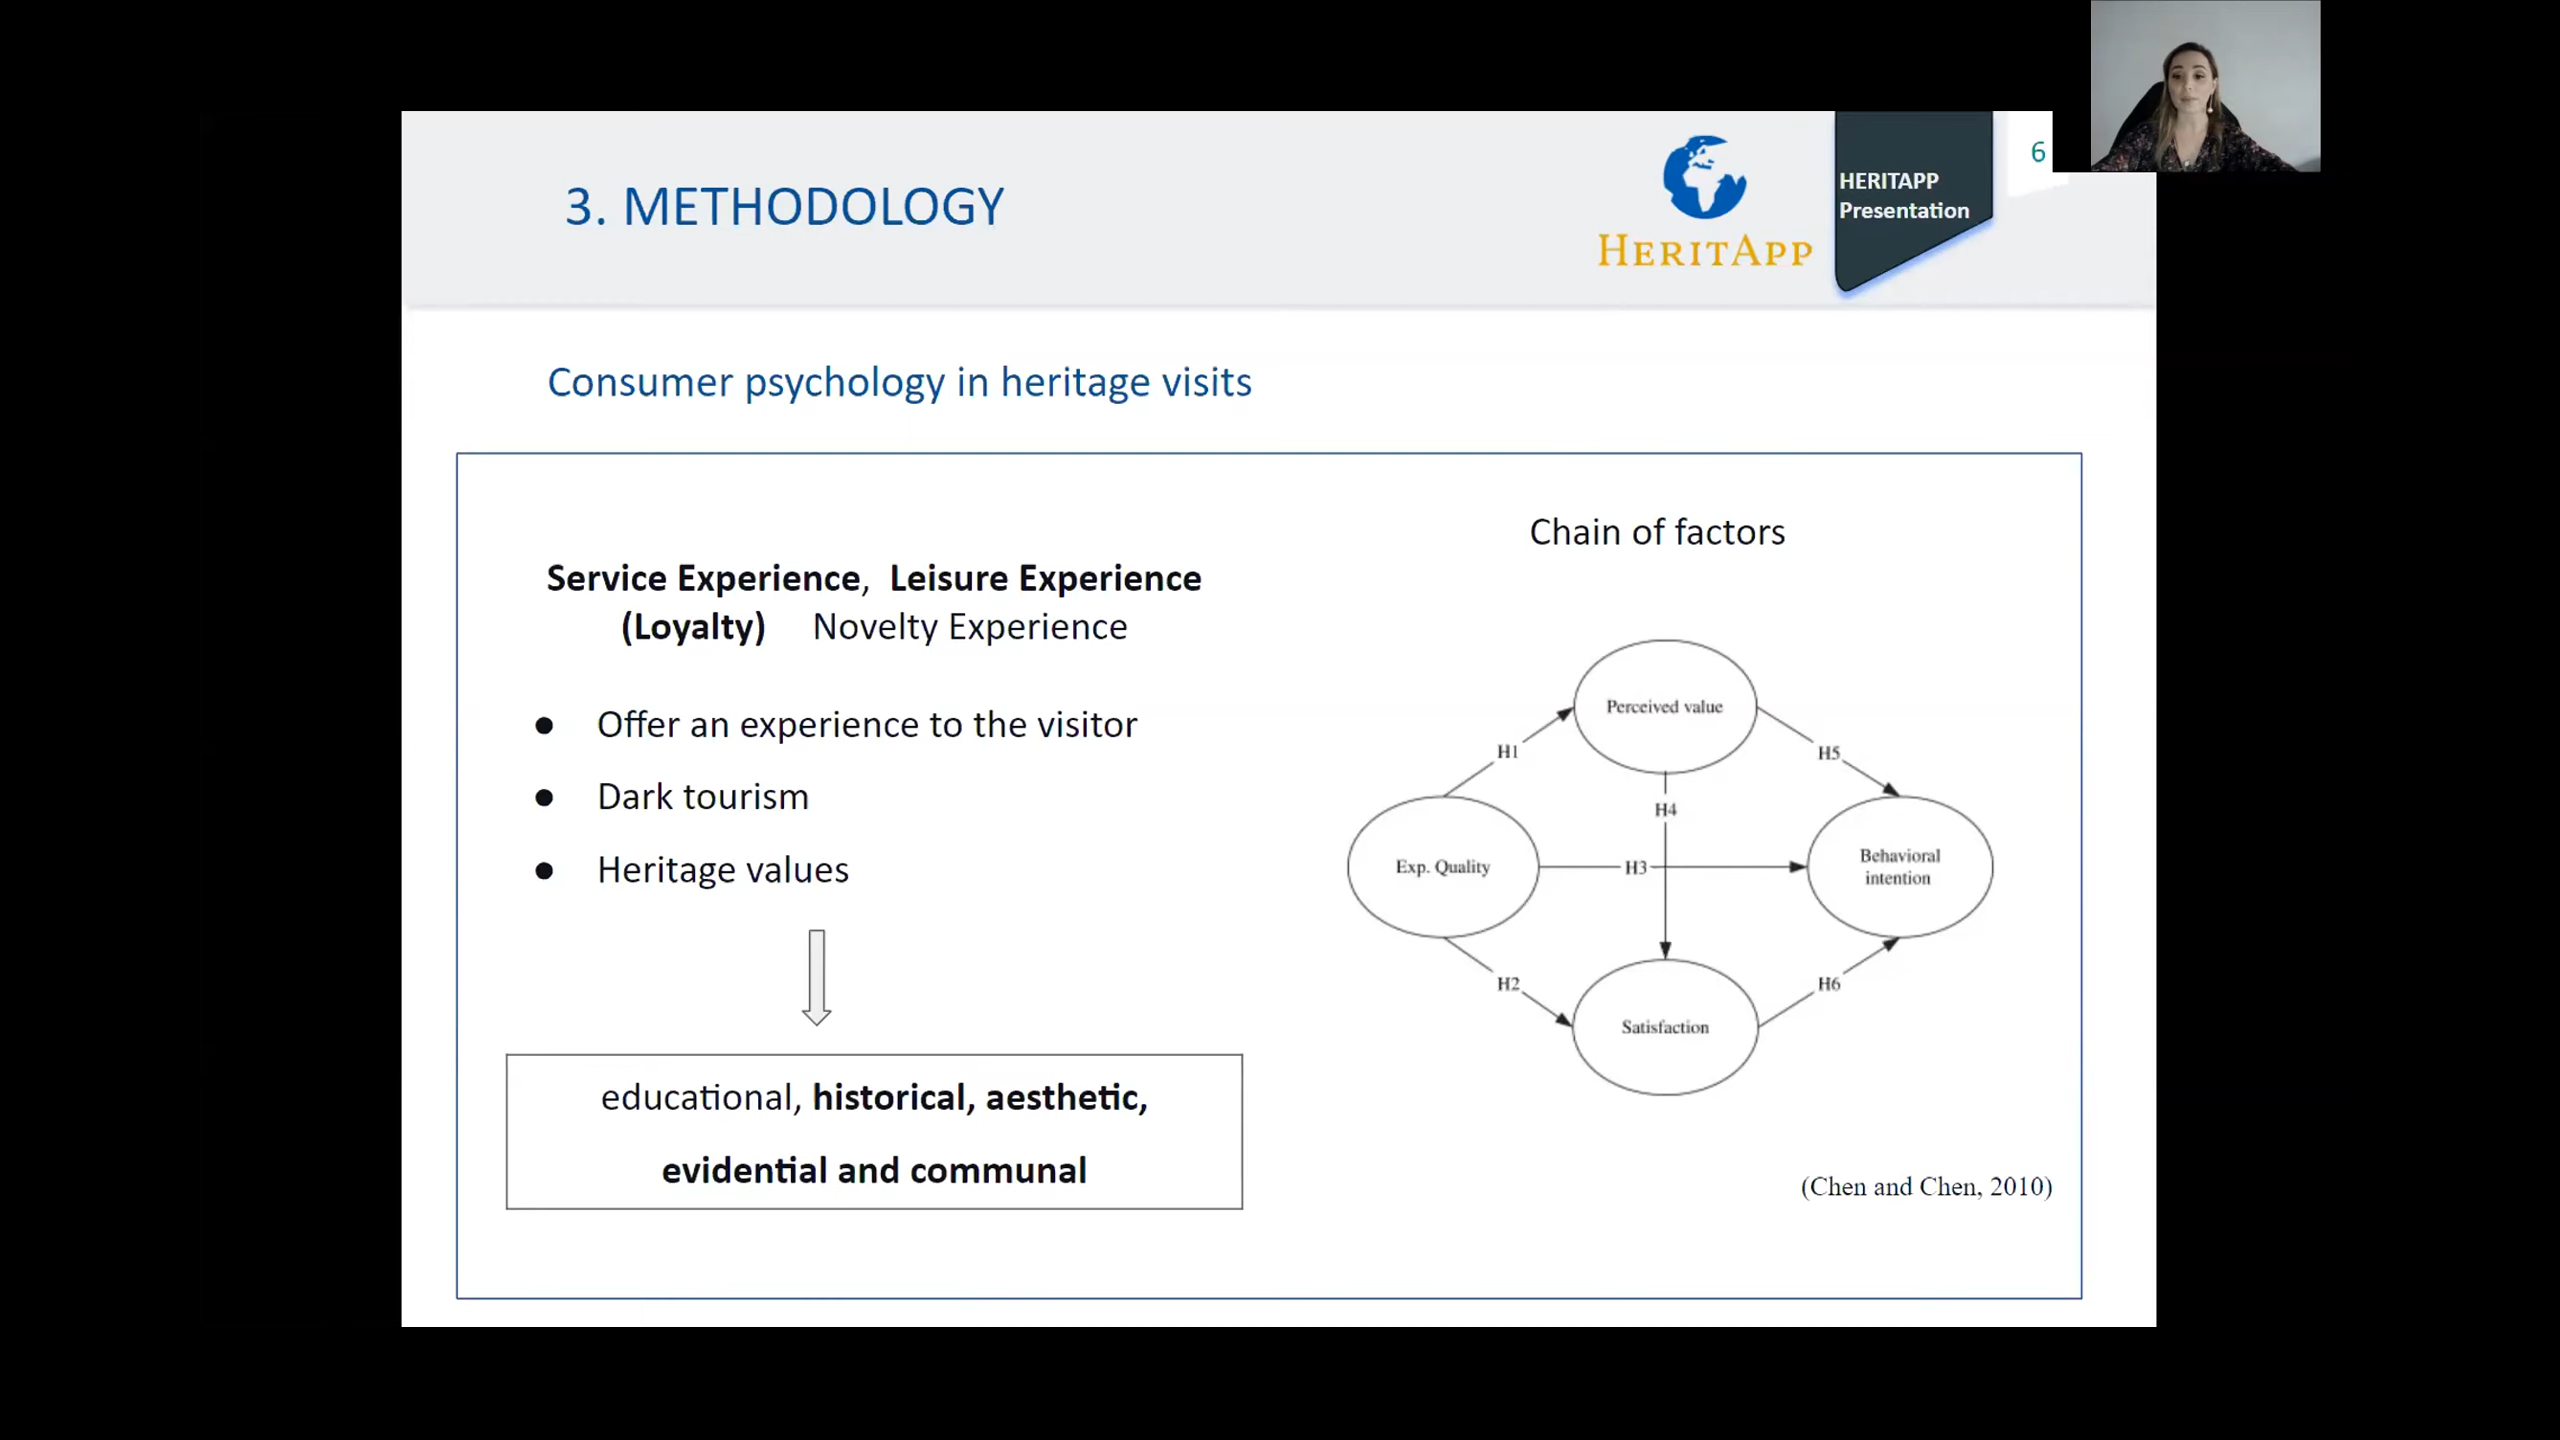 3. METHODOLOGY
HERITAPP
HERITAPP
Presentation
6
Consumer psychology in heritage visits
Service Experience, Leisure Experience
(Loyalty) Novelty Experience
● Offer an experience to the visitor
● Dark tourism
● Heritage values
educational, historical, aesthetic,
evidential and communal
Chain of factors
Perceived value
H1
H5
H4
Exp. Quality
H3
Behavioral
intention
H2
H6
Satisfaction
(Chen and Chen, 2010)